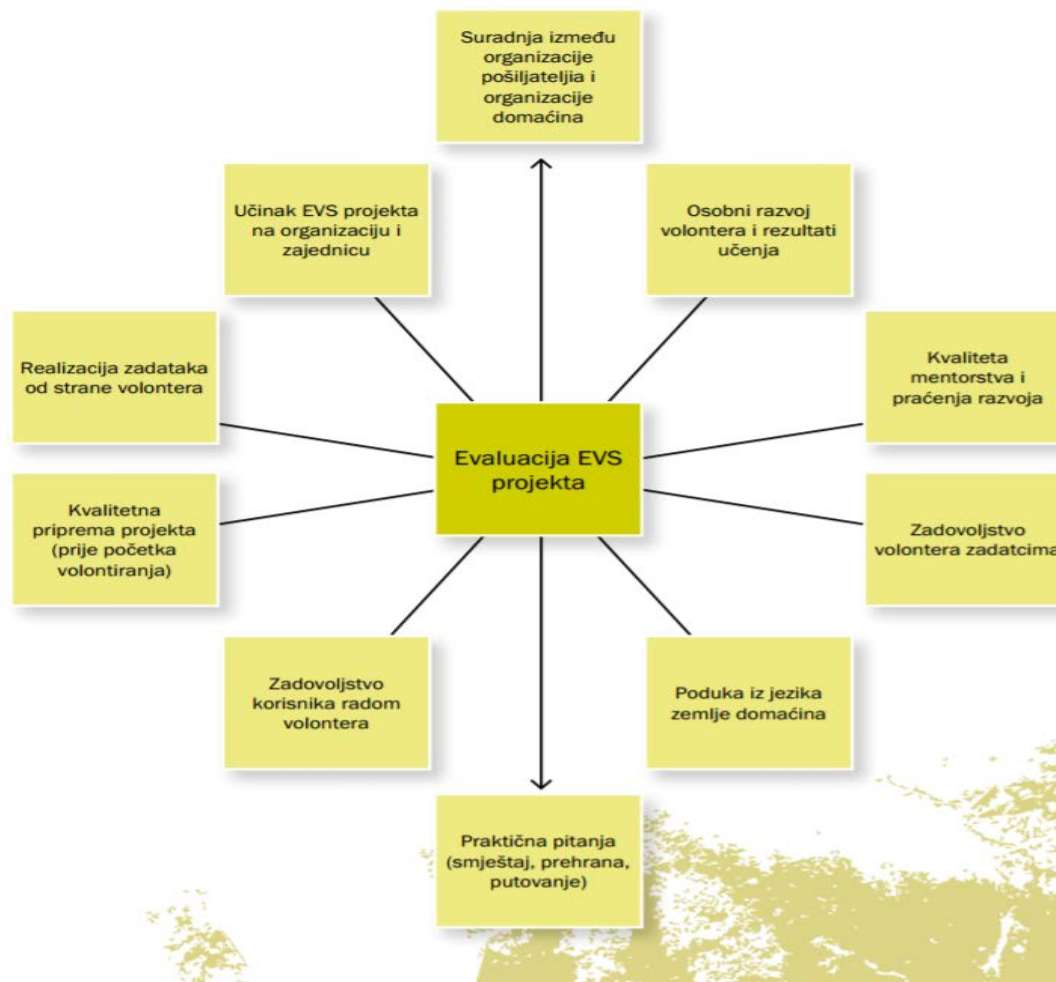 Suradnja između
organizacije
pošiljateljia i
organizacije
domaćina
Učinak EVS projekta
na organizaciju i
zajednicu
Osobni razvoj
volontera i rezultati
učenja
Realizacija zadataka
od strane volontera
Kvaliteta
mentorstva i
praćenja razvoja
Evaluacija EVS
projekta
Kvalitetna
priprema projekta
(prije početka
volontiranja)
Zadovoljstvo
volontera zadatcima
Zadovoljstvo
korisnika radom
volontera
Poduka iz jezika
zemlje domaćina
Praktična pitanja
(smještaj, prehrana,
putovanje)